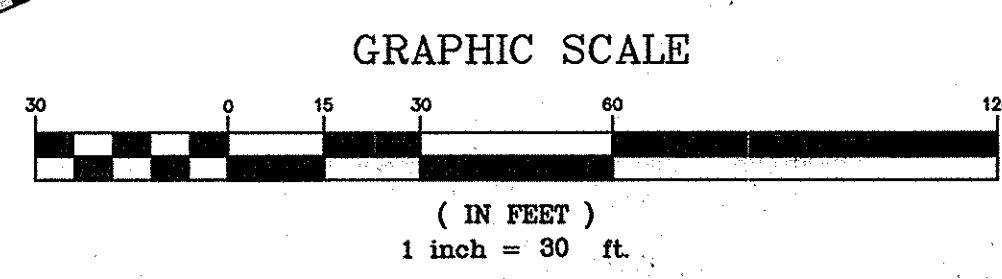 GRAPHIC SCALE
30 0 15 30 60 12
( IN FEET )
1 inch = 30 ft.